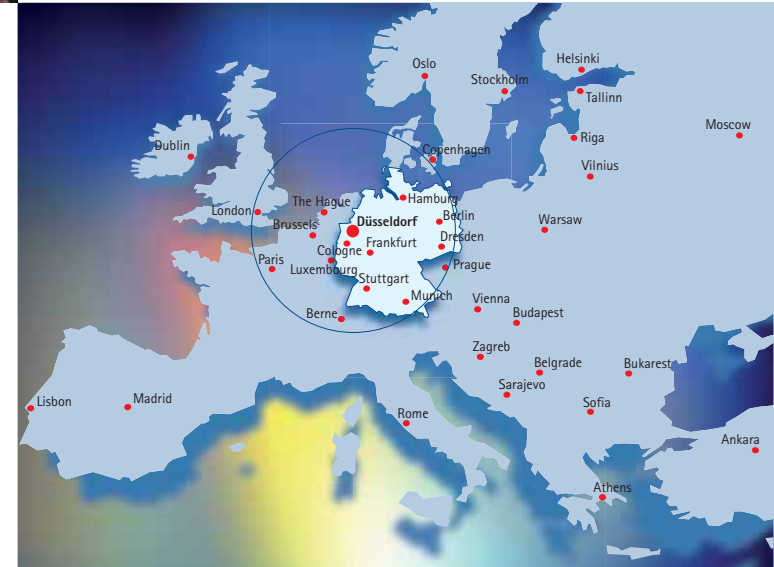 Oslo
Helsinki
Stockholm
Tallinn
Moscow
Riga
Dublin
Copenhagen
Vilnius
Hamburg
The Hague
London
Berlin
Düsseldorf
Warsaw
Brussels
Dresden
Frankfurt
Cologne
Paris
Prague
Luxembourg
Stuttgart
Munich
Vienna
Berne
Budapest
Zagreb
Belgrade
Bukarest
Sarajevo
Lisbon
Madrid
Sofia
Rome
Ankara
Athens